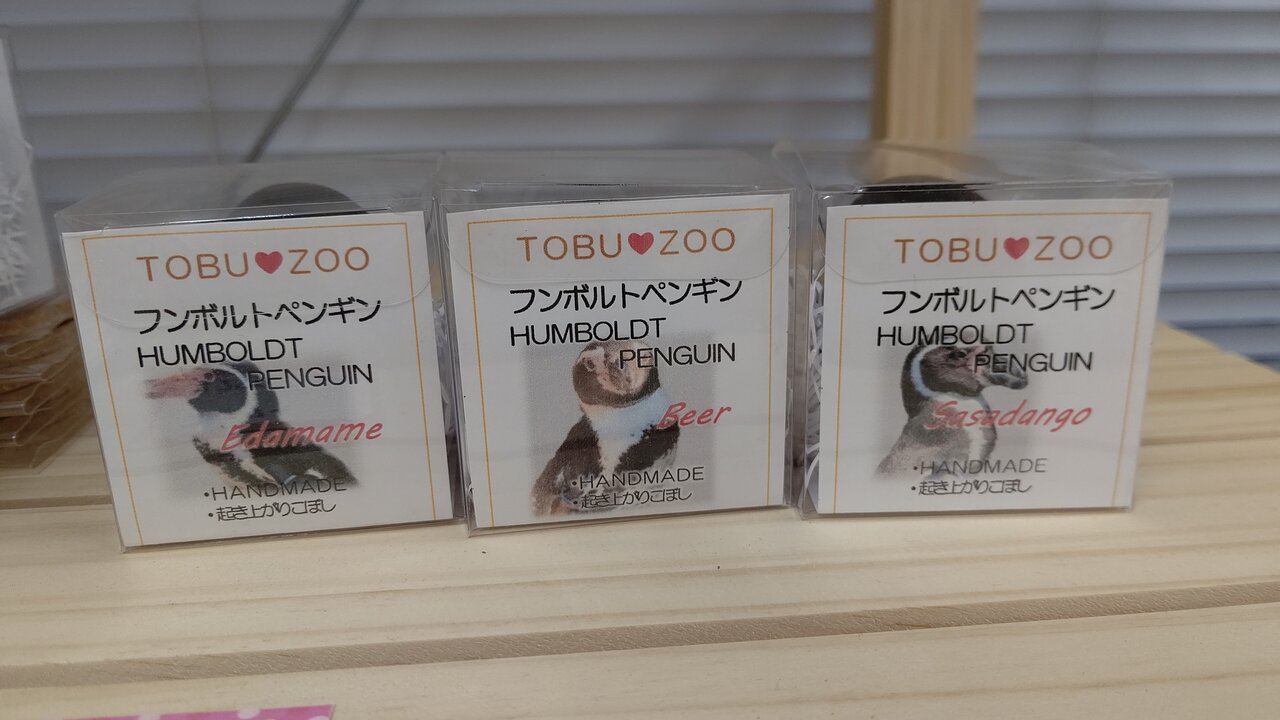 TOBU♥ZOO
フンボルトペンギン
HUMBOLDT
PENGUIN
Edamame
・HANDMADE
・起き上がりこぼし
TOBU♥ZOO
フンボルトペンギン
HUMBOLDT
PENGUIN
Beer
・HANDMADE
・起き上がりこぼし
TOBU♥ZOO
フンボルトペンギン
HUMBOLDT
PENGUIN
Sasadango
・HANDMADE
・起き上がりこぼし